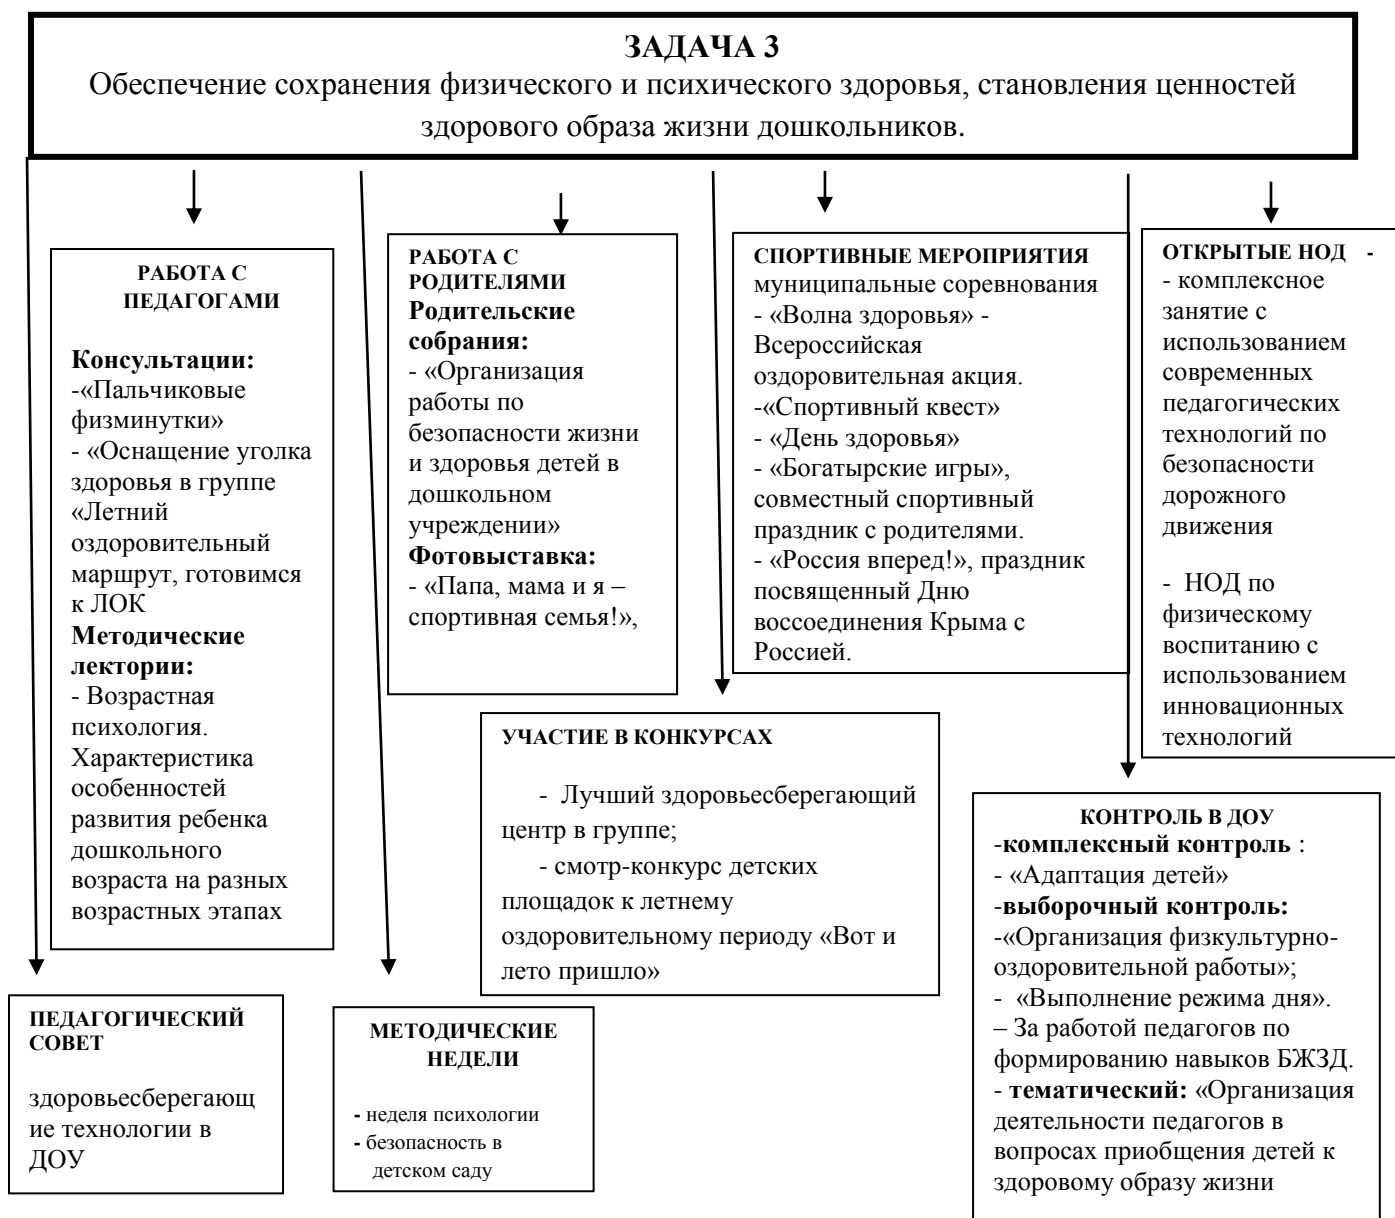 ЗАДАЧА 3
Обеспечение сохранения физического и психического здоровья, становления ценностей
здорового образа жизни дошкольников.
РАБОТА С
ПЕДАГОГАМИ
Консультации:
-«Пальчиковые
физминутки»
- «Оснащение уголка
здоровья в группе
«Летний
оздоровительный
маршрут, готовимся
к ЛОК
Методические
лектории:
- Возрастная
психология.
Характеристика
особенностей
развития ребенка
дошкольного
возраста на разных
возрастных этапах
РАБОТА С
РОДИТЕЛЯМИ
Родительские
собрания:
- «Организация
работы по
безопасности жизни
и здоровья детей в
дошкольном
учреждении»
Фотовыставка:
- «Папа, мама и я –
спортивная семья!»,
СПОРТИВНЫЕ МЕРОПРИЯТИЯ
муниципальные соревнования
- «Волна здоровья» -
Всероссийская
оздоровительная акция.
-«Спортивный квест»
- «День здоровья»
- «Богатырские игры»,
совместный спортивный
праздник с родителями.
- «Россия вперед!», праздник
посвященный Дню
воссоединения Крыма с
Россией.
ОТКРЫТЫЕ НОД -
- комплексное
занятие с
использованием
современных
педагогических
технологий по
безопасности
дорожного
движения
- НОД по
физическому
воспитанию с
использованием
инновационных
технологий
УЧАСТИЕ В КОНКУРСАХ
- Лучший здоровьесберегающий
центр в группе;
- смотр-конкурс детских
площадок к летнему
оздоровительному периоду «Вот и
лето пришло»
КОНТРОЛЬ В ДОУ
-комплексный контроль :
- «Адаптация детей»
-выборочный контроль:
-«Организация физкультурно-
оздоровительной работы»;
- «Выполнение режима дня».
– За работой педагогов по
формированию навыков БЖЗД.
- тематический: «Организация
деятельности педагогов в
вопросах приобщения детей к
здоровому образу жизни
ПЕДАГОГИЧЕСКИЙ
СОВЕТ
здоровьесберегающ
ие технологии в
ДОУ
МЕТОДИЧЕСКИЕ
НЕДЕЛИ
- неделя психологии
- безопасность в
детском саду